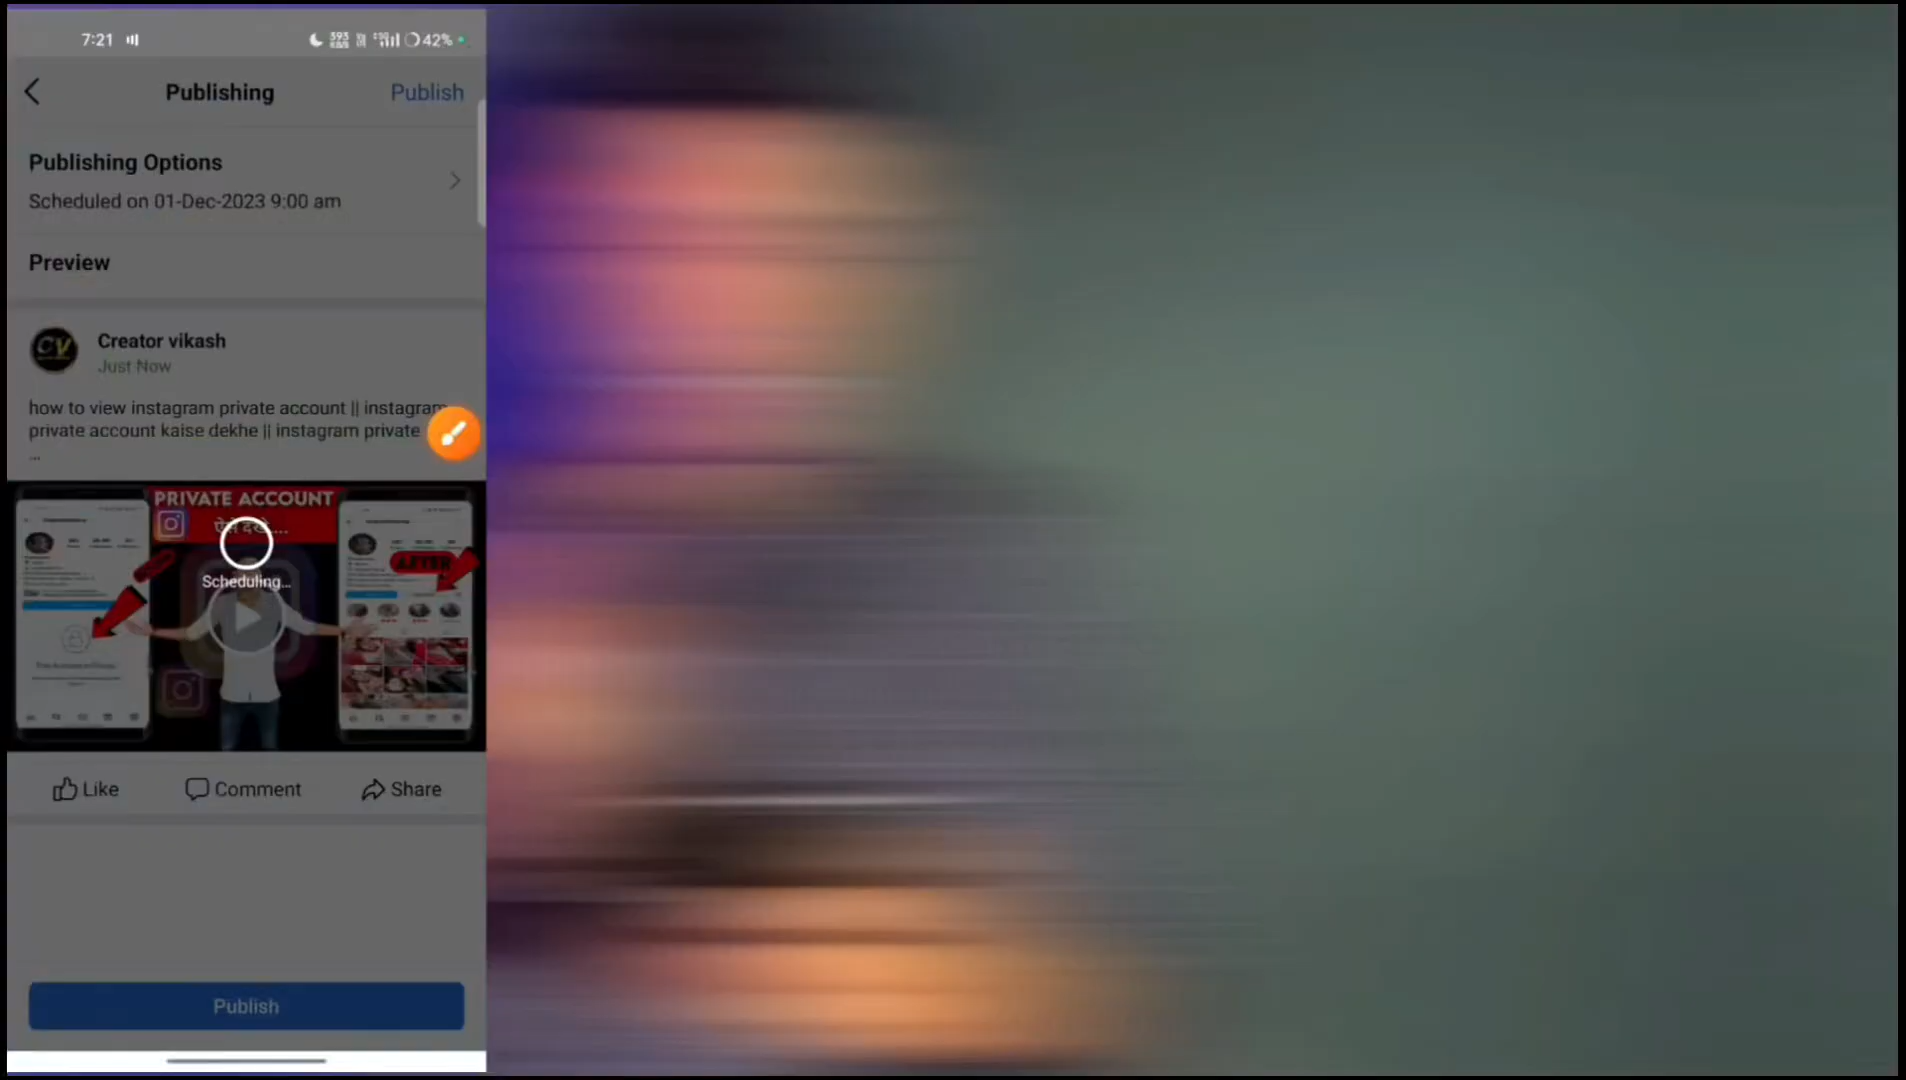 7:21
42%
Publishing
Publish
Publishing Options
Scheduled on 01-Dec-2023 9:00 am
Preview
CV
Creator vikash
Just Now
how to view instagram private account || instagram
private account kaise dekhe || instagram private
...
PRIVATE ACCOUNT
Scheduling...
Like
Comment
Share
Publish